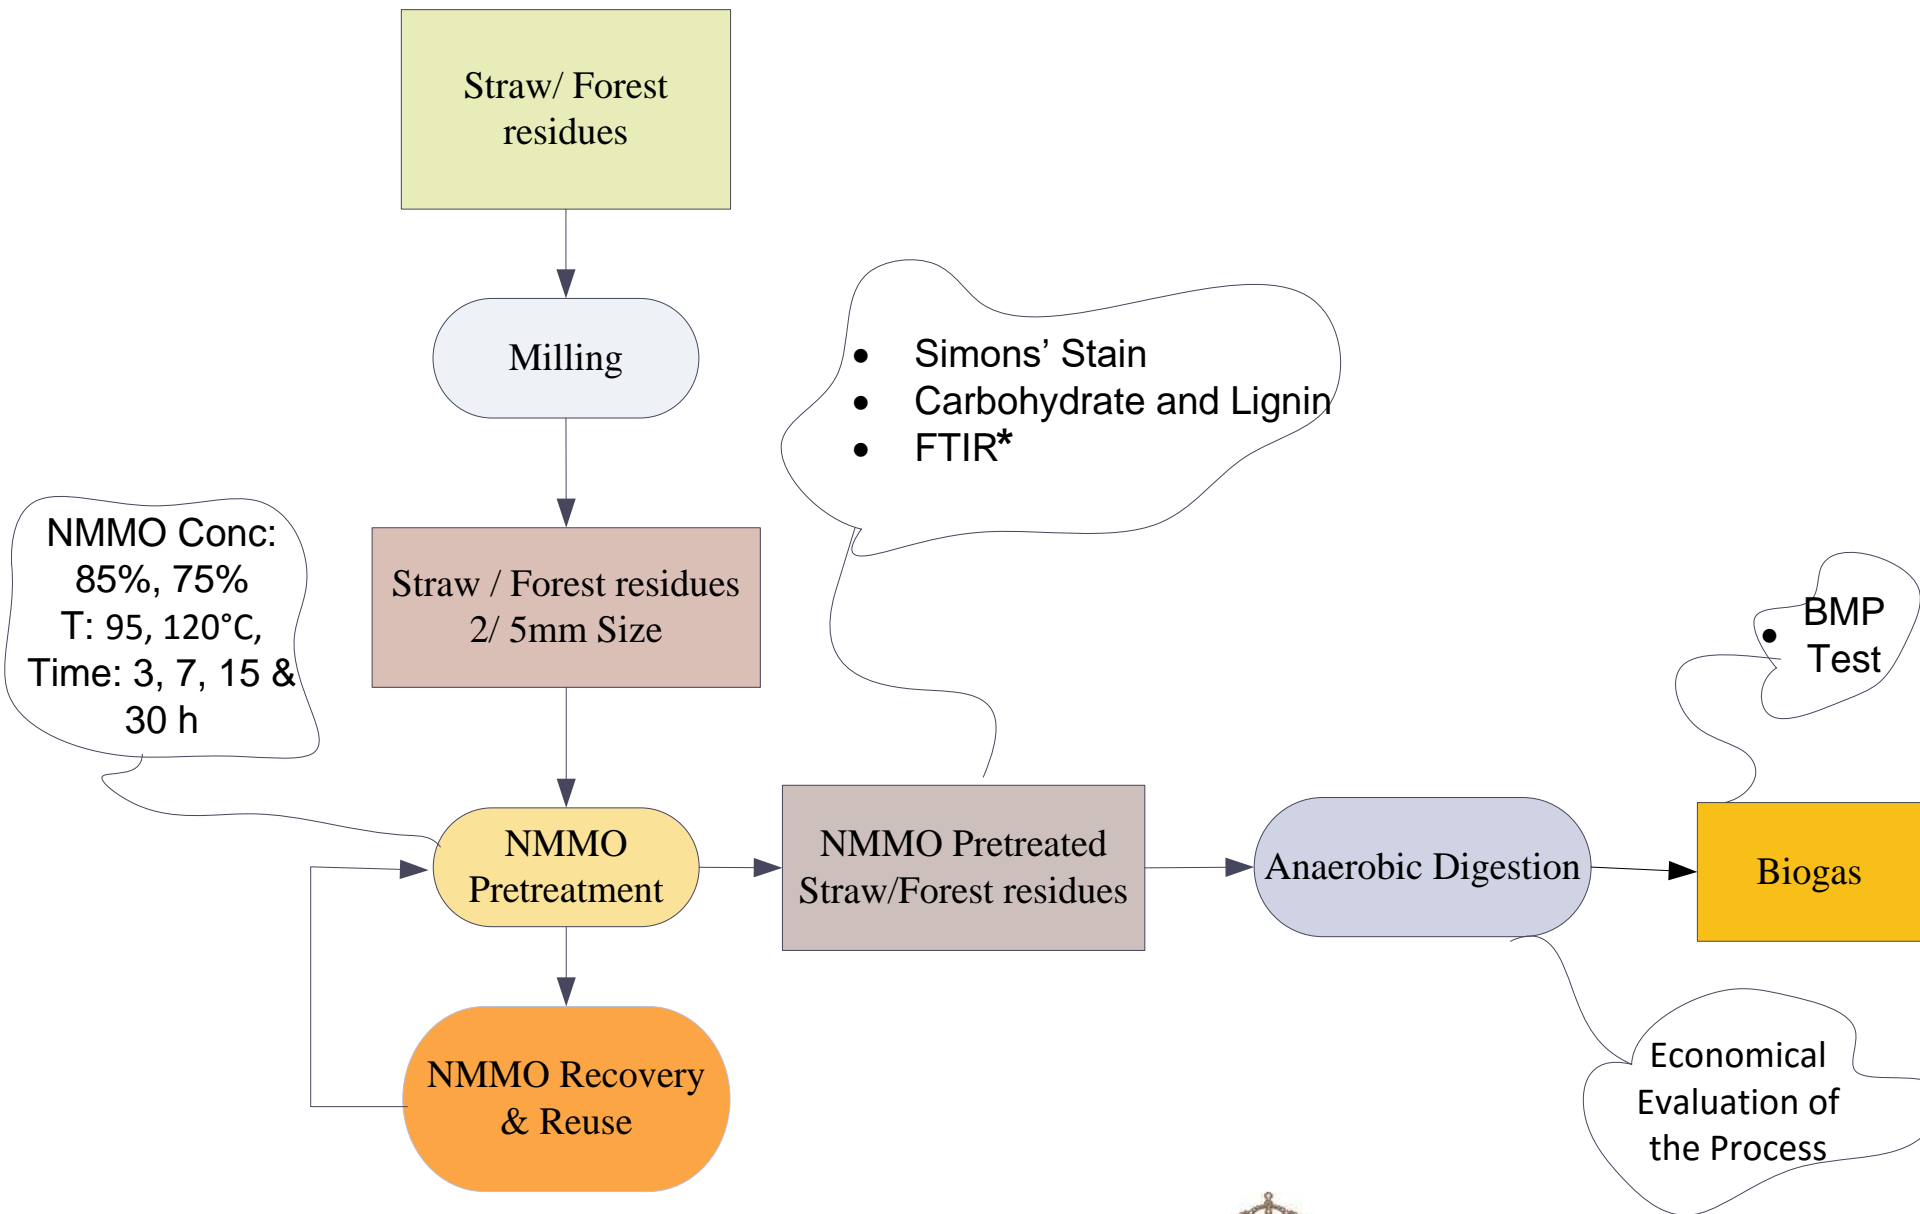 Straw/ Forest
residues
Milling
• Simons’ Stain
• Carbohydrate and Lignin
• FTIR*
NMMO Conc:
85%, 75%
T: 95, 120°C,
Time: 3, 7, 15 &
30 h
Straw / Forest residues
2/ 5mm Size
• BMP
Test
NMMO
Pretreatment
NMMO Pretreated
Straw/Forest residues
Anaerobic Digestion
Biogas
NMMO Recovery
& Reuse
Economical
Evaluation of
the Process